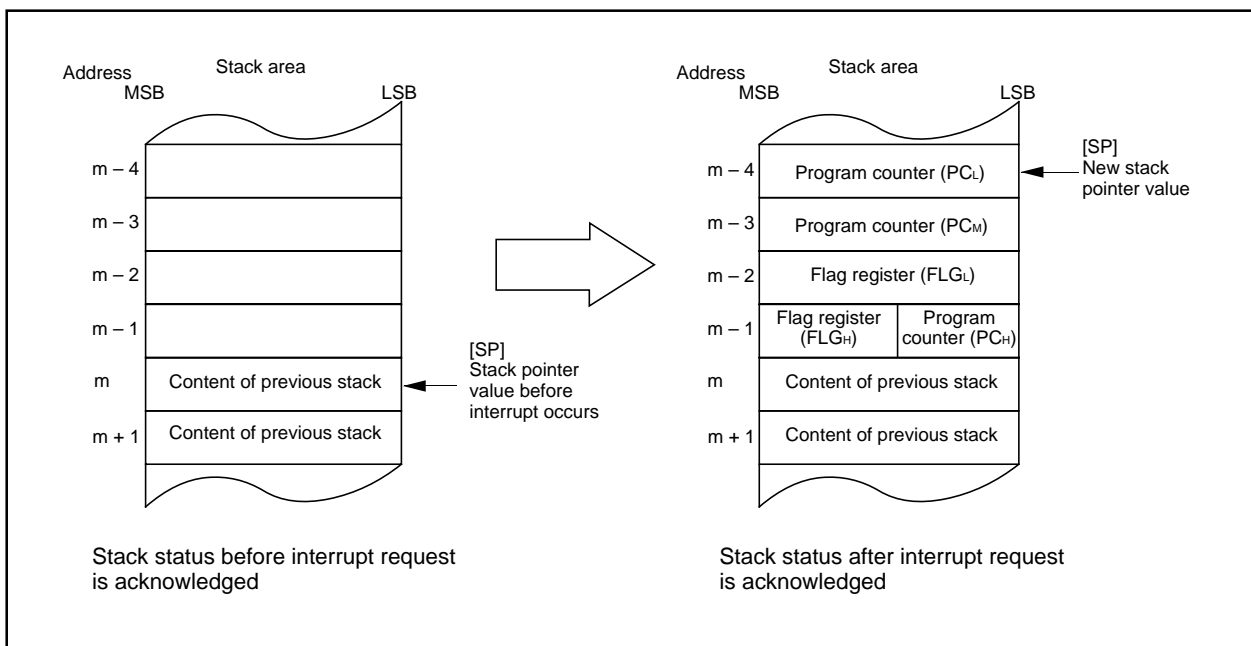 Address
MSB
Stack area
LSB
m – 4
m – 3
m – 2
m – 1
m
Content of previous stack
m + 1
Content of previous stack
[SP]
Stack pointer
value before
interrupt occurs
Stack status before interrupt request
is acknowledged
Address
MSB
Stack area
LSB
m – 4
Program counter (PCL)
m – 3
Program counter (PCM)
m – 2
Flag register (FLGL)
m – 1
Flag register
(FLGH)
Program
counter (PCH)
m
Content of previous stack
m + 1
Content of previous stack
[SP]
New stack
pointer value
Stack status after interrupt request
is acknowledged